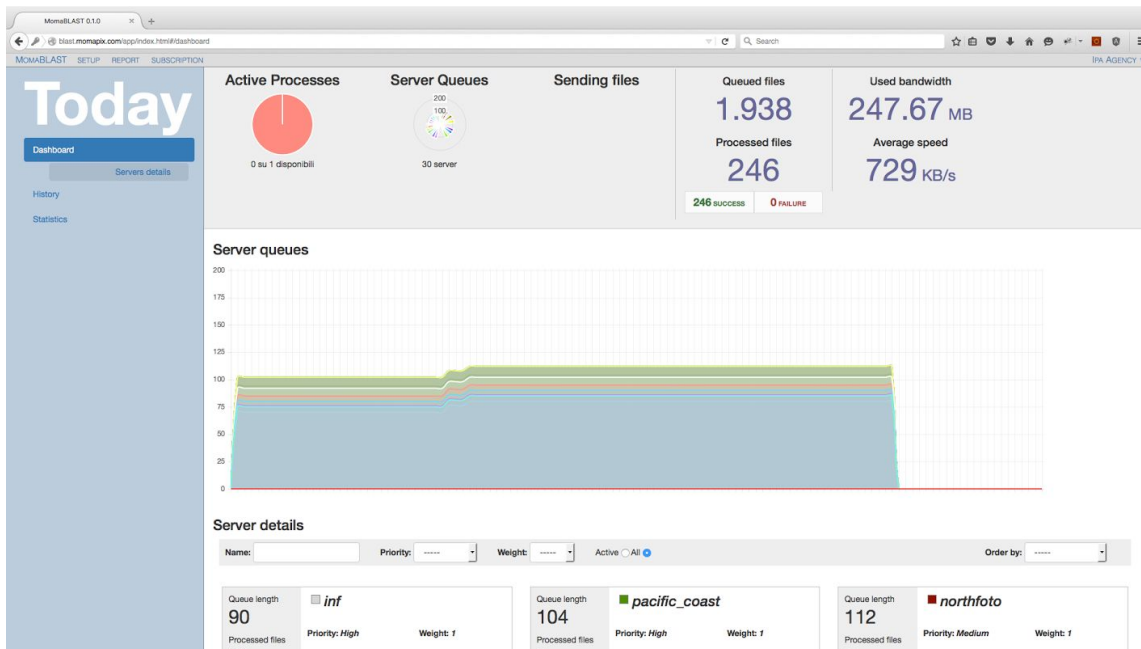 MomaBLAST 0.1.0
blast.momapix.com/app/index.html#/dashboard
Search
MOMABLAST SETUP REPORT SUBSCRIPTION
IPA AGENCY
Today
Dashboard
Servers details
History
Statistics
Active Processes
0 su 1 disponibili
Server Queues
200
100
30 server
Sending files
Queued files
1.938
Processed files
246
246 SUCCESS 0 FAILURE
Used bandwidth
247.67 MB
Average speed
729 KB/s
Server queues
200
175
150
125
100
75
50
25
0
Server details
Name: Priority: ----- Weight: ----- Active All Order by: -----
Queue length
90
Processed files
inf
Priority: High Weight: 1
Queue length
104
Processed files
pacific_coast
Priority: High Weight: 1
Queue length
112
Processed files
northfoto
Priority: Medium Weight: 1